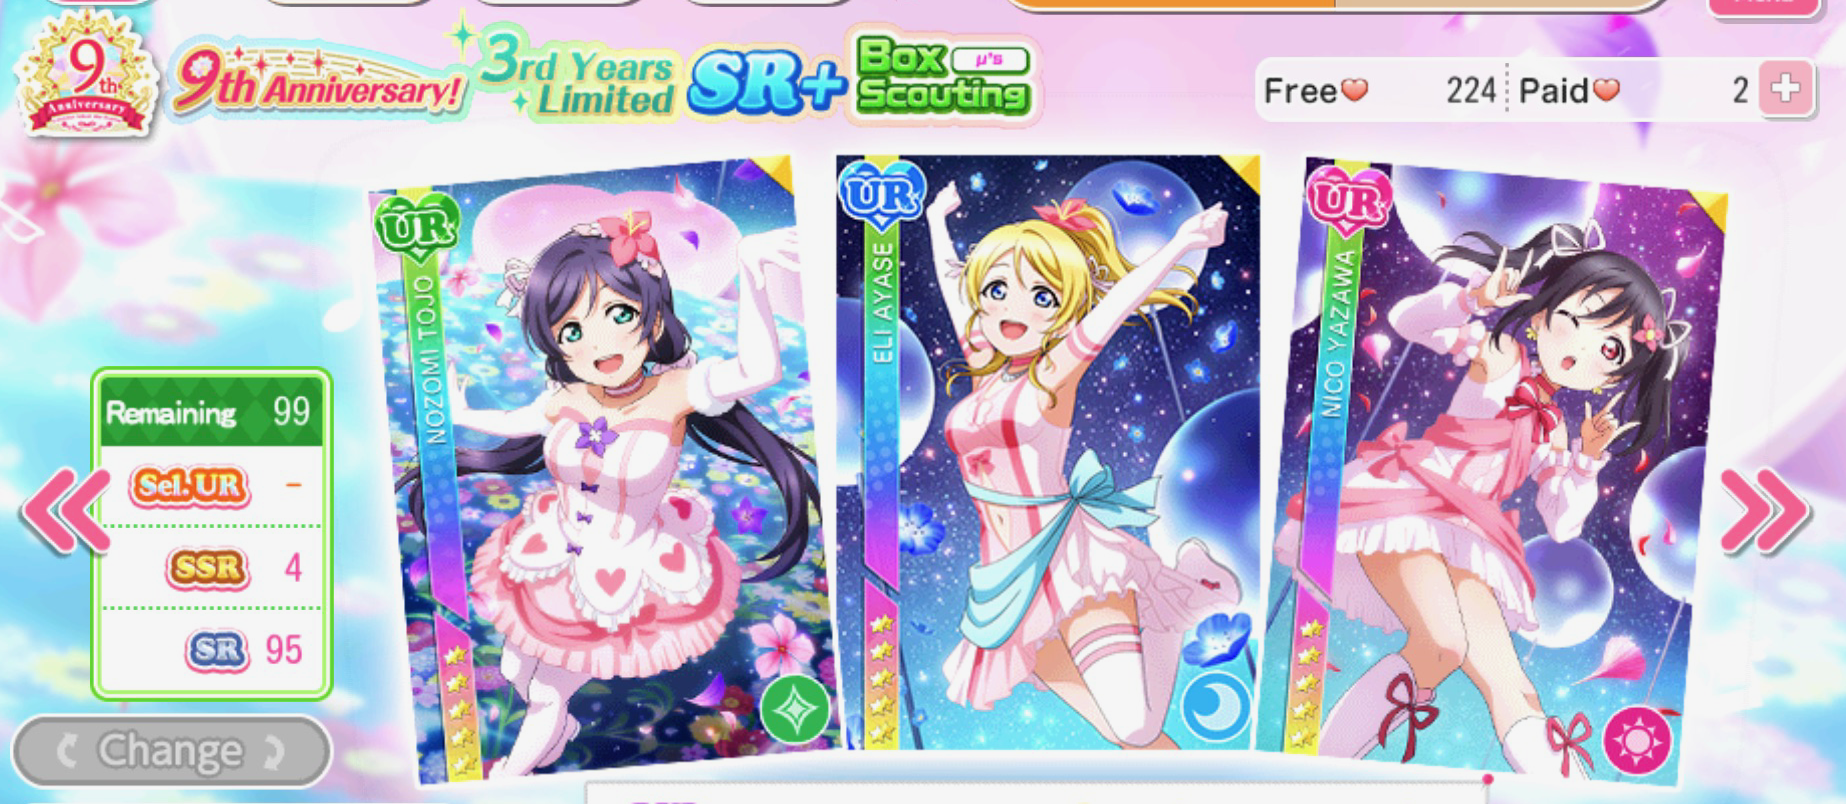 9th
Anniversary
9th Anniversary!
3rd Years
Limited
SR+
Box μ's
Scouting
Free 224 Paid 2 +
UR
NOZOMI TOJO
UR
ELI AYASE
UR
NICO YAZAWA
Remaining 99
Sel.UR -
SSR 4
SR 95
Change